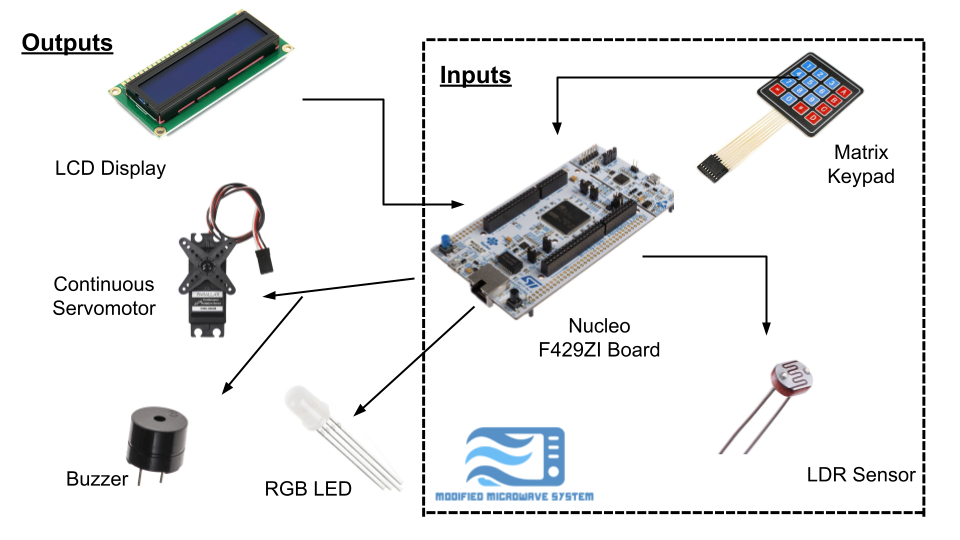 Outputs
Inputs
LCD Display
Matrix
Keypad
Continuous
Servomotor
Nucleo
F429ZI Board
Buzzer
RGB LED
LDR Sensor
MODIFIED MICROWAVE SYSTEM